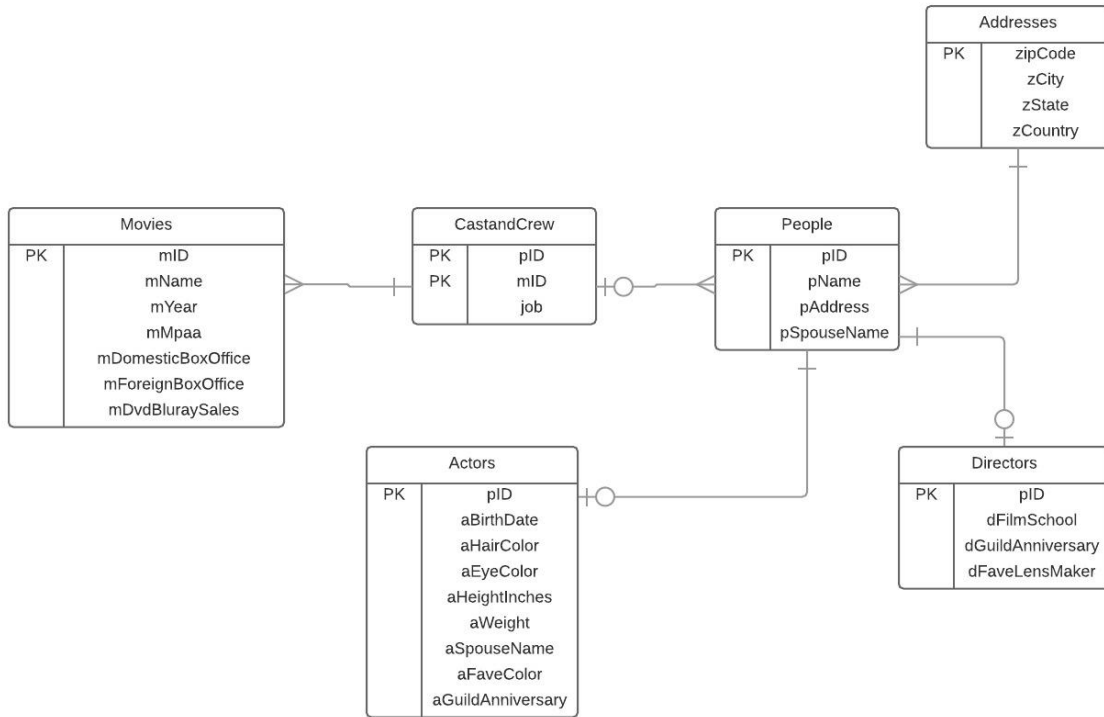 Addresses
PK zipCode
zCity
zState
zCountry
Movies
PK mID
mName
mYear
mMpaa
mDomesticBoxOffice
mForeignBoxOffice
mDvdBluraySales
CastandCrew
PK pID
PK mID
job
People
PK pID
pName
pAddress
pSpouseName
Actors
PK pID
aBirthDate
aHairColor
aEyeColor
aHeightInches
aWeight
aSpouseName
aFaveColor
aGuildAnniversary
Directors
PK pID
dFilmSchool
dGuildAnniversary
dFaveLensMaker